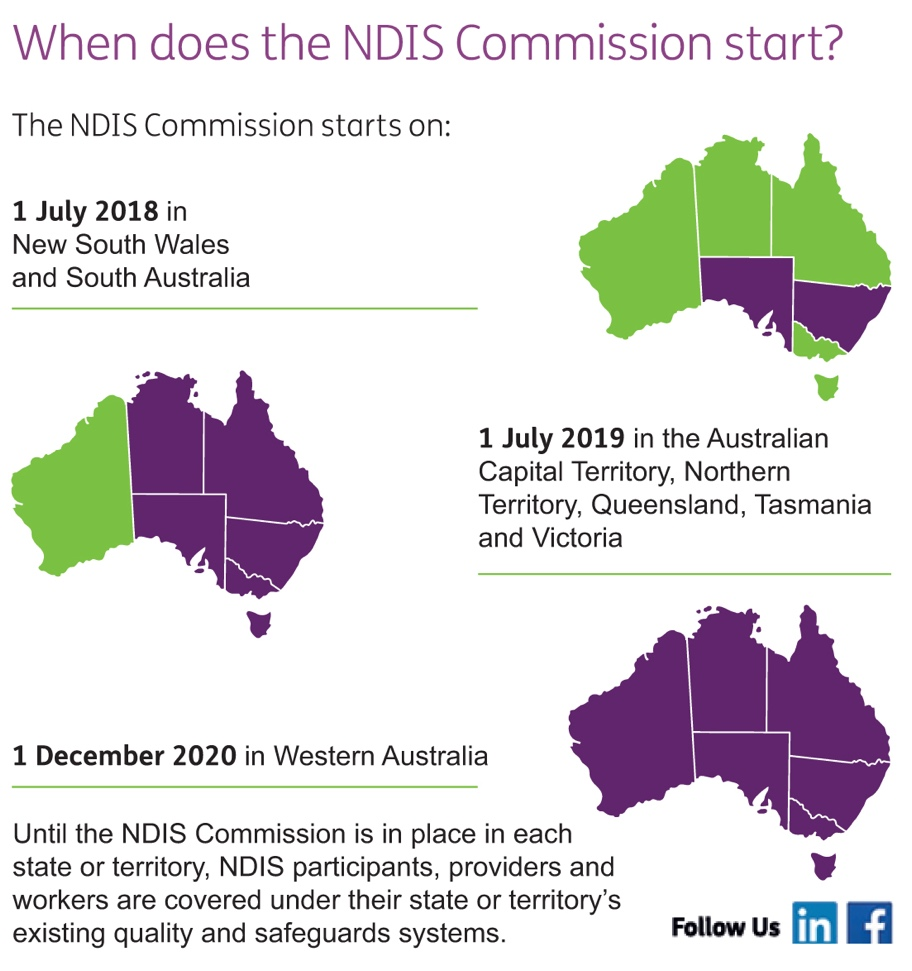 When does the NDIS Commission start?
The NDIS Commission starts on:
1 July 2018 in
New South Wales
and South Australia
1 July 2019 in the Australian
Capital Territory, Northern
Territory, Queensland, Tasmania
and Victoria
1 December 2020 in Western Australia
Until the NDIS Commission is in place in each
state or territory, NDIS participants, providers and
workers are covered under their state or territory’s
existing quality and safeguards systems.
Follow Us in f